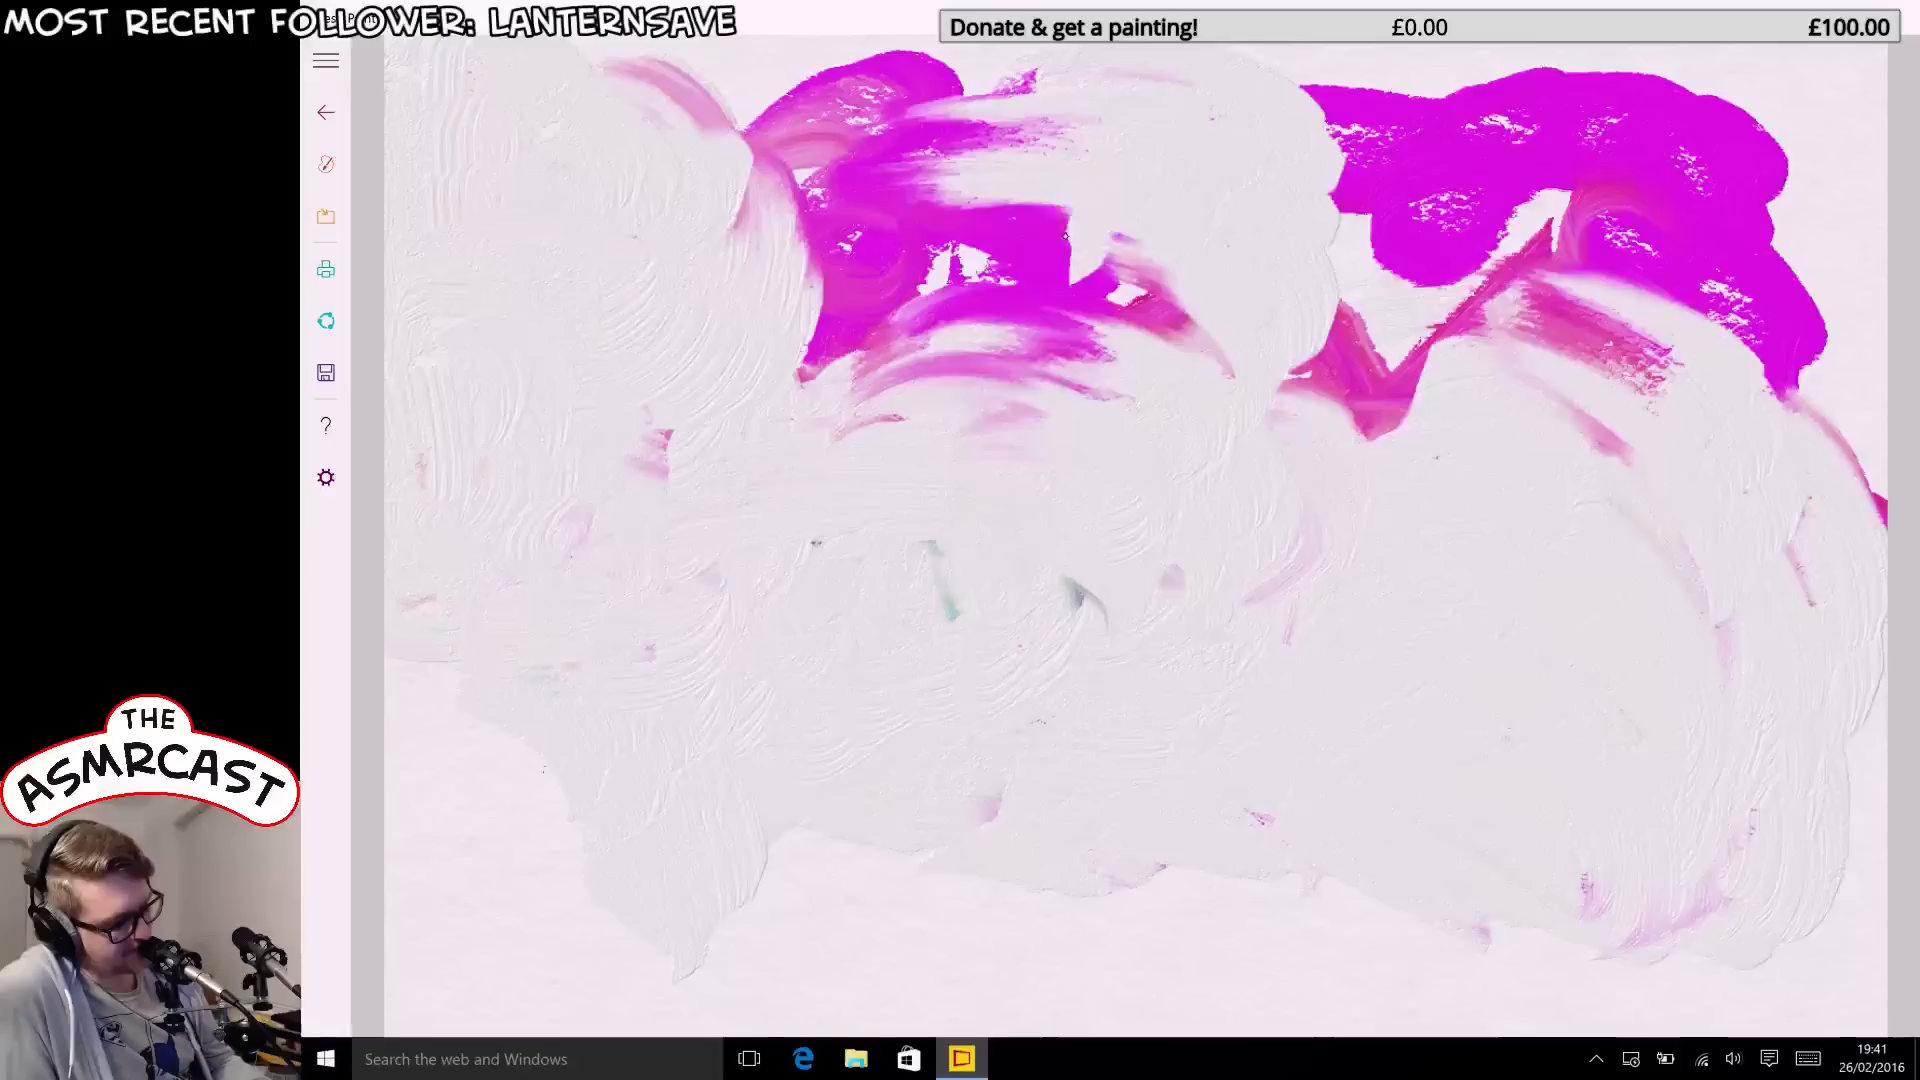 MOST RECENT FOLLOWER: LANTERNSAVE
Donate & get a painting! £0.00 £100.00
THE
ASMRCAST
Search the web and Windows
19:41
26/02/2016